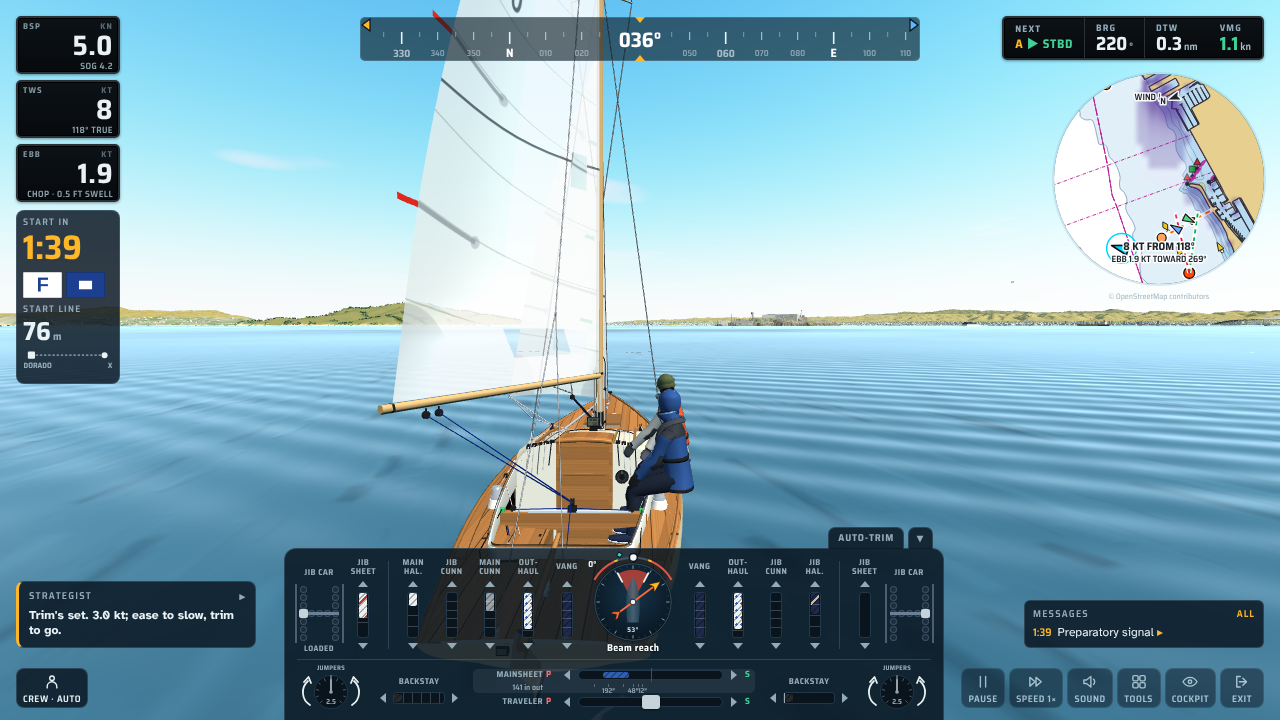 BSP KN
5.0
SOG 4.2
TWS KT
8
118° TRUE
EBB KT
1.9
CHOP · 0.5 FT SWELL
START IN
1:39
F
START LINE
76 m
DORADO X
330 340 350 N 010 020 036° 050 060 070 080 E 100 110
NEXT
A ▶ STBD
BRG
220°
DTW
0.3 nm
VMG
1.1 kn
WIND
N
8 KT FROM 118°
EBB 1.9 KT TOWARD 269°
© OpenStreetMap contributors
AUTO-TRIM ▼
STRATEGIST ▶
Trim's set. 3.0 kt; ease to slow, trim
to go.
CREW · AUTO
JIB CAR
LOADED
JIB
SHEET
MAIN
HAL.
JIB
CUNN
MAIN
CUNN
OUT-
HAUL
VANG
0°
53°
Beam reach
VANG
OUT-
HAUL
JIB
CUNN
JIB
HAL.
JIB
SHEET
JIB CAR
JUMPERS
2.5
BACKSTAY
MAINSHEET P S
141 in out
192° 48°12°
TRAVELER P S
BACKSTAY
JUMPERS
2.5
MESSAGES ALL
1:39 Preparatory signal ▸
PAUSE
SPEED 1×
SOUND
TOOLS
COCKPIT
EXIT